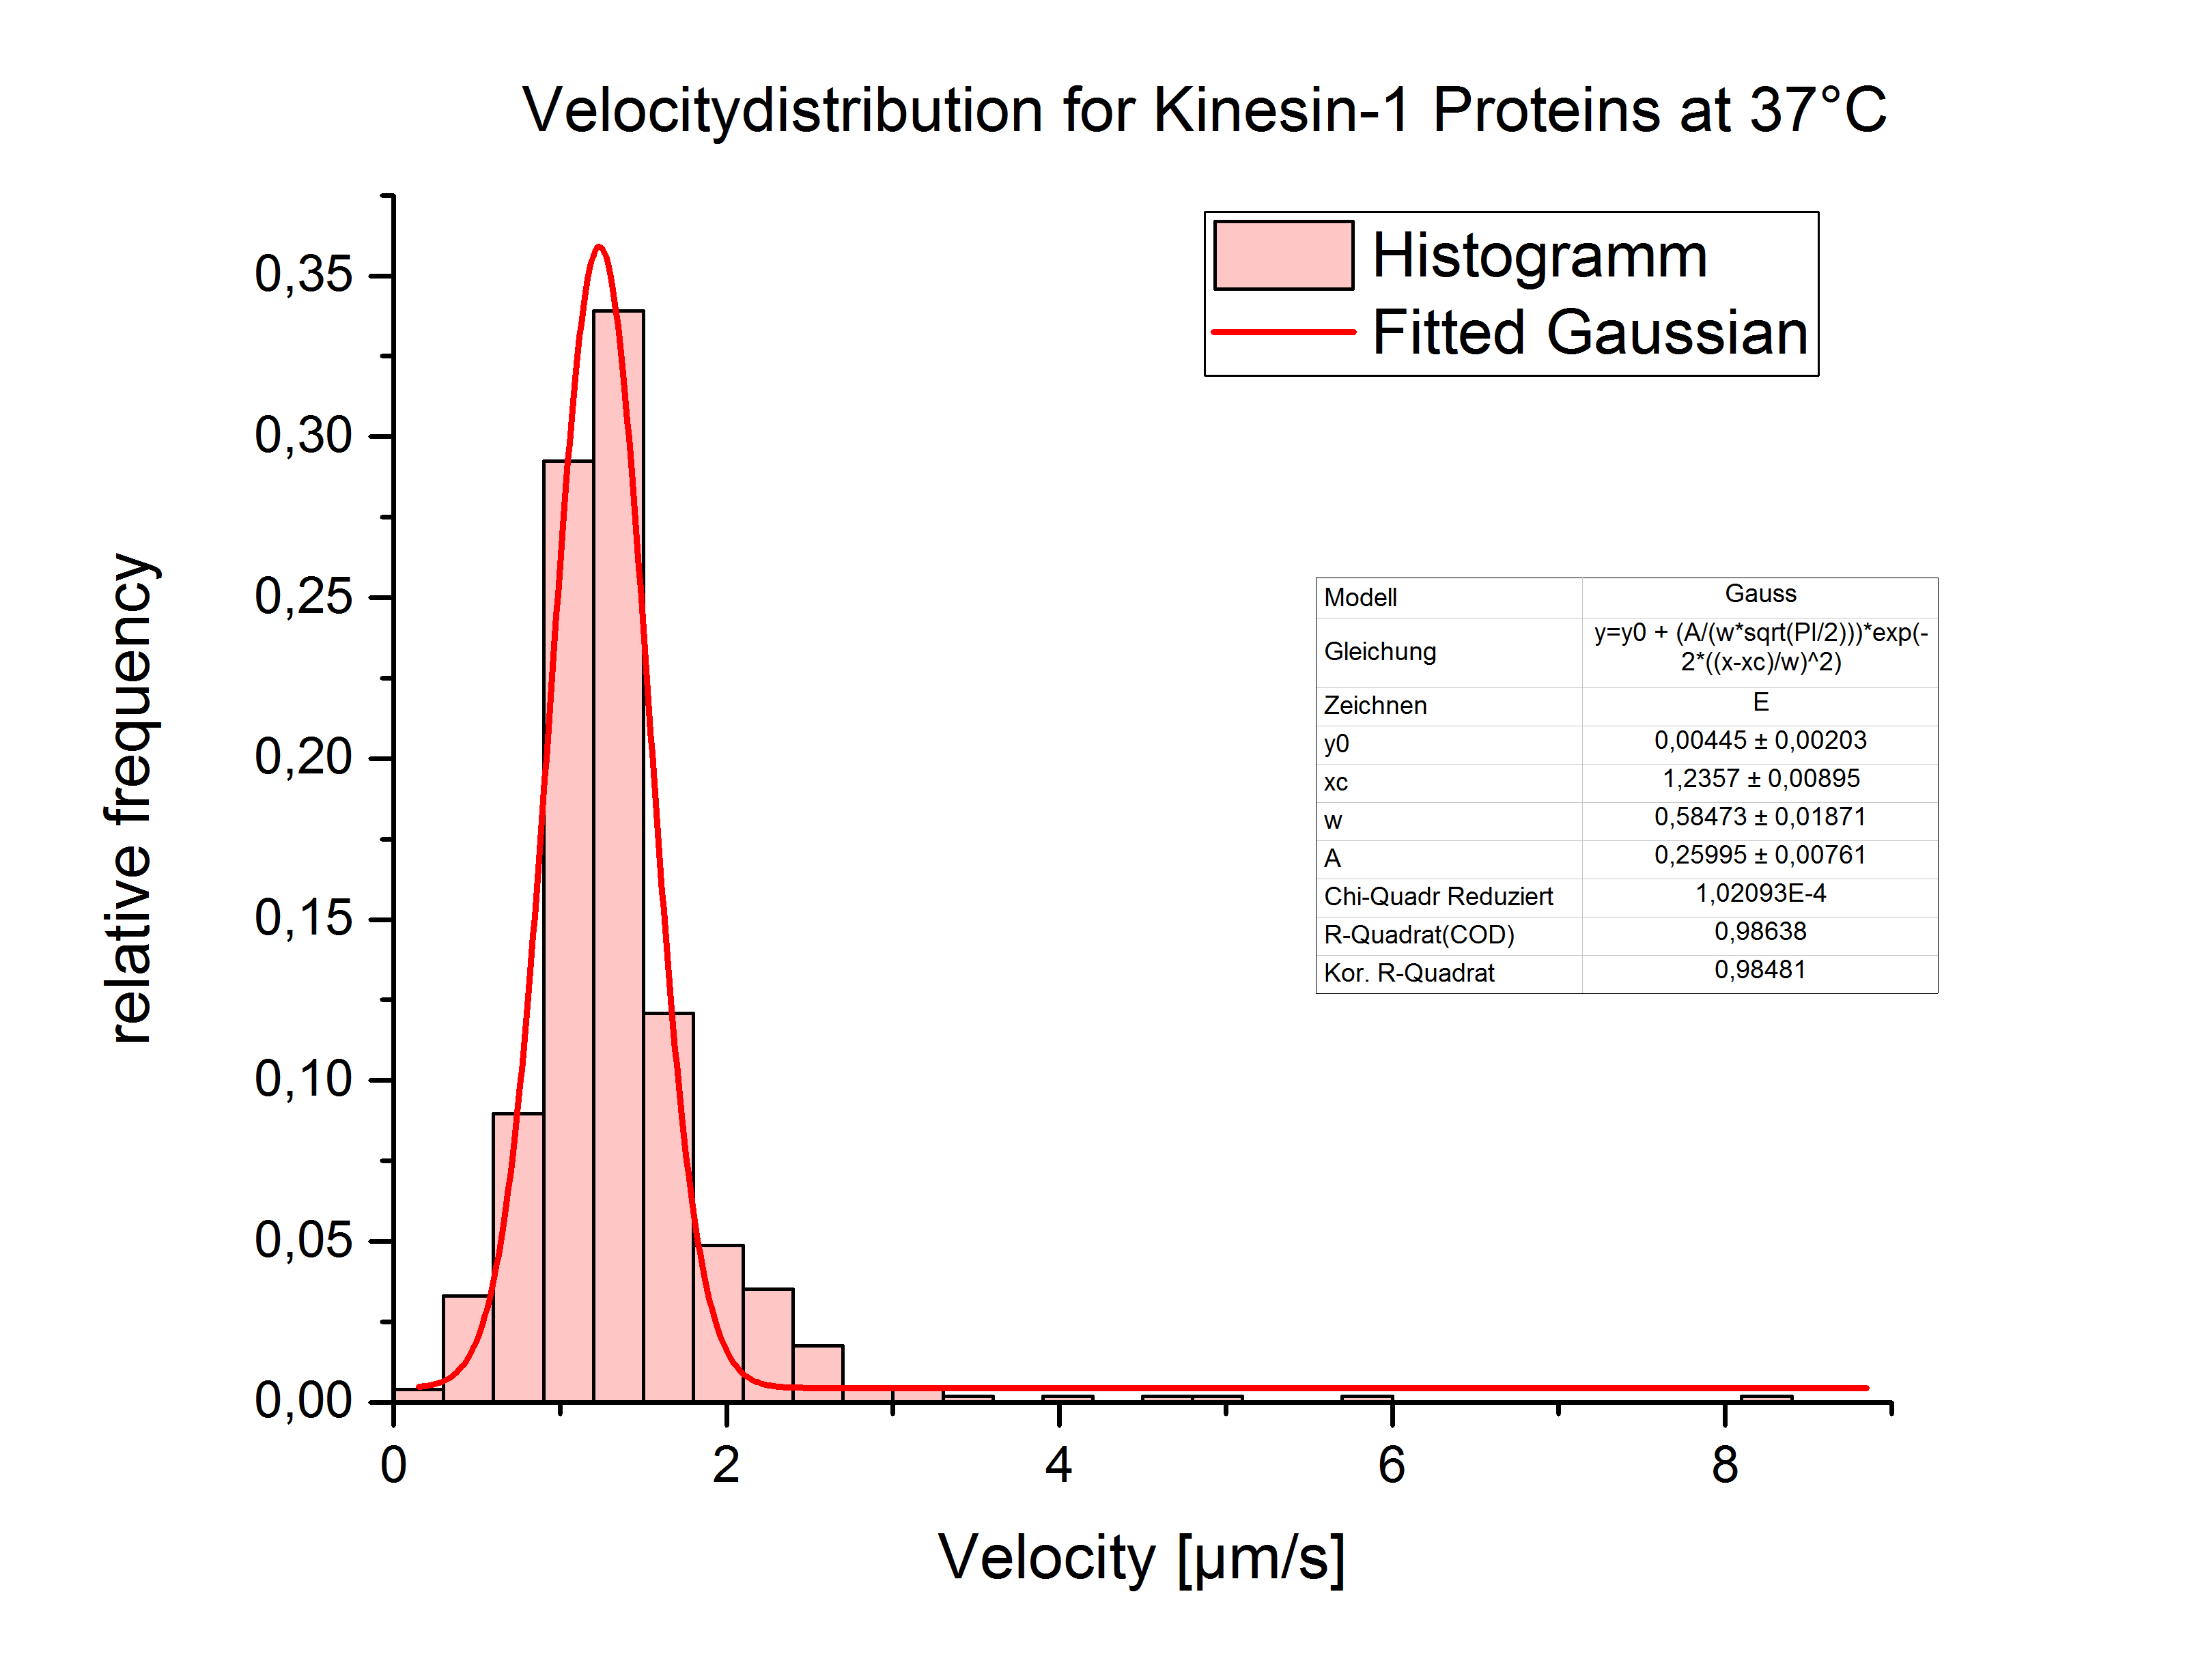 Velocitydistribution for Kinesin-1 Proteins at 37°C
Histogramm
Fitted Gaussian
relative frequency
0,35
0,30
0,25
0,20
0,15
0,10
0,05
0,00
Modell Gauss
Gleichung y=y0 + (A/(w*sqrt(PI/2)))*exp(-
2*((x-xc)/w)^2)
Zeichnen E
y0 0,00445 ± 0,00203
xc 1,2357 ± 0,00895
w 0,58473 ± 0,01871
A 0,25995 ± 0,00761
Chi-Quadr Reduziert 1,02093E-4
R-Quadrat(COD) 0,98638
Kor. R-Quadrat 0,98481
0 2 4 6 8
Velocity [µm/s]